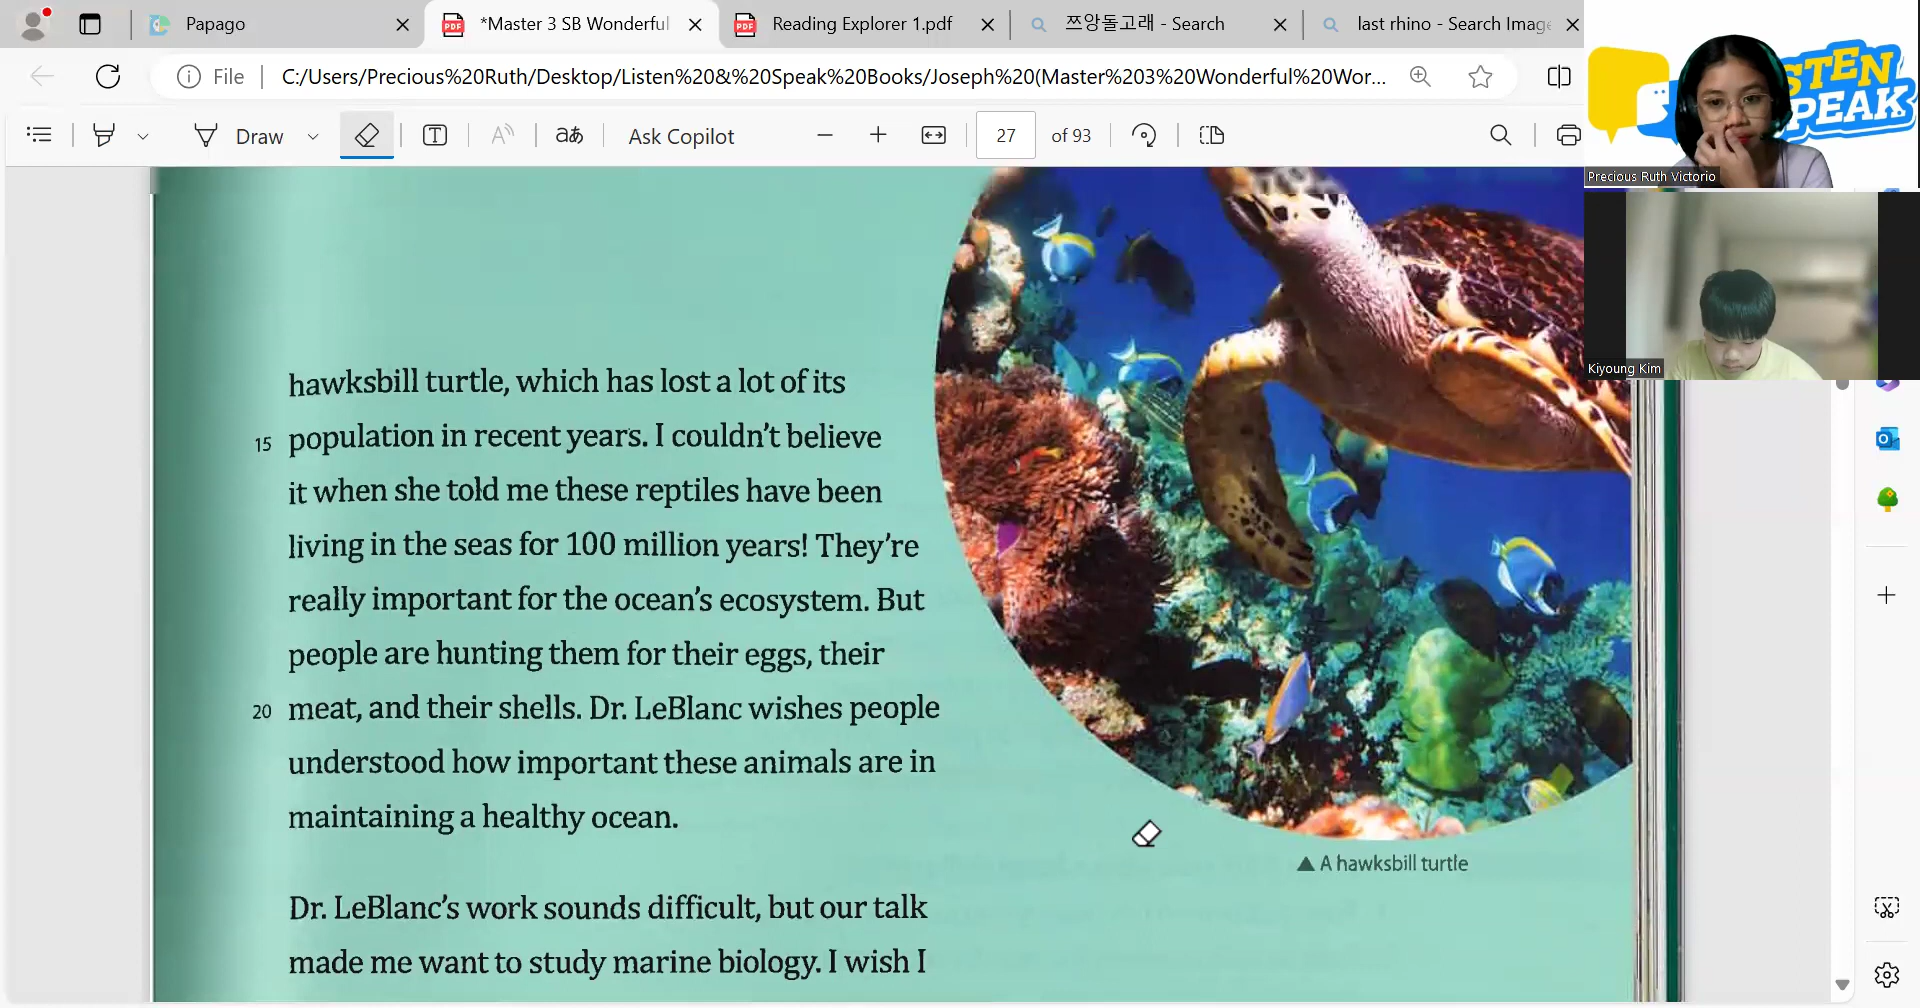 Papago
*Master 3 SB Wonderful
Reading Explorer 1.pdf
쯔앙돌고래 - Search
last rhino - Search Image
File
C:/Users/Precious%20Ruth/Desktop/Listen%20&%20Speak%20Books/Joseph%20(Master%203%20Wonderful%20Wor...
Draw
Ask Copilot
27
of 93
STEN
PEAK
Precious Ruth Victorio
Kiyoung Kim
hawksbill turtle, which has lost a lot of its
15 population in recent years. I couldn't believe
it when she told me these reptiles have been
living in the seas for 100 million years! They're
really important for the ocean's ecosystem. But
people are hunting them for their eggs, their
20 meat, and their shells. Dr. LeBlanc wishes people
understood how important these animals are in
maintaining a healthy ocean.
▲ A hawksbill turtle
Dr. LeBlanc's work sounds difficult, but our talk
made me want to study marine biology. I wish I